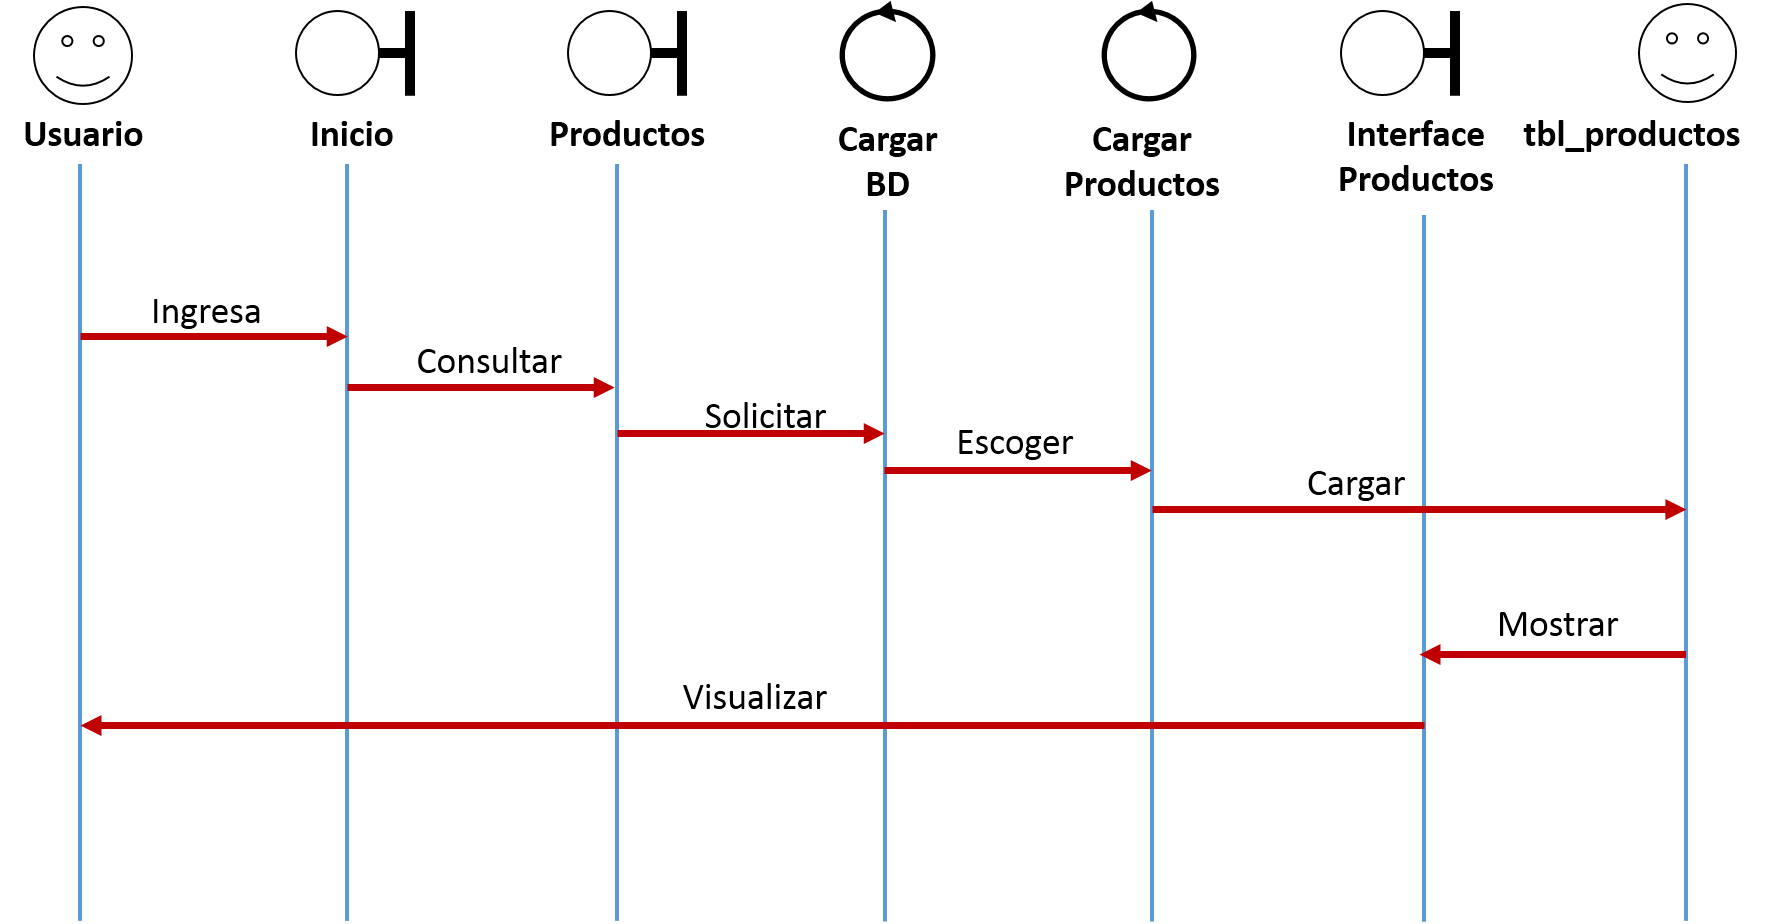 Usuario
Inicio
Productos
Cargar
BD
Cargar
Productos
Interface
Productos
tbl_productos
Ingresa
Consultar
Solicitar
Escoger
Cargar
Mostrar
Visualizar